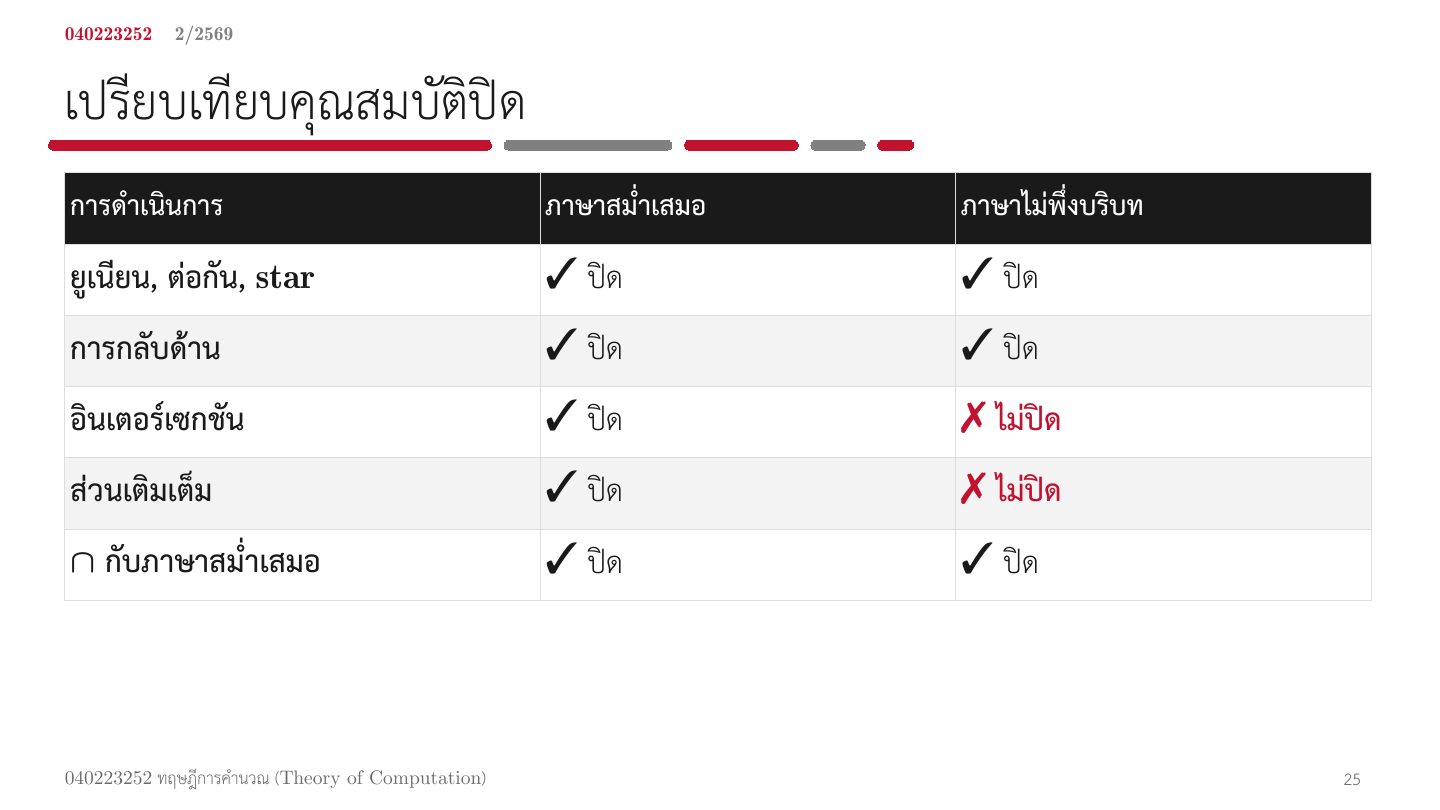 040223252 2/2569
เปรียบเทียบคุณสมบัติปิด
การดำเนินการ ภาษาสม่ำเสมอ ภาษาไม่พึ่งบริบท
ยูเนียน, ต่อกัน, star ✓ ปิด ✓ ปิด
การกลับด้าน ✓ ปิด ✓ ปิด
อินเตอร์เซกชัน ✓ ปิด ✗ ไม่ปิด
ส่วนเติมเต็ม ✓ ปิด ✗ ไม่ปิด
∩ กับภาษาสม่ำเสมอ ✓ ปิด ✓ ปิด
040223252 ทฤษฎีการคำนวณ (Theory of Computation) 25